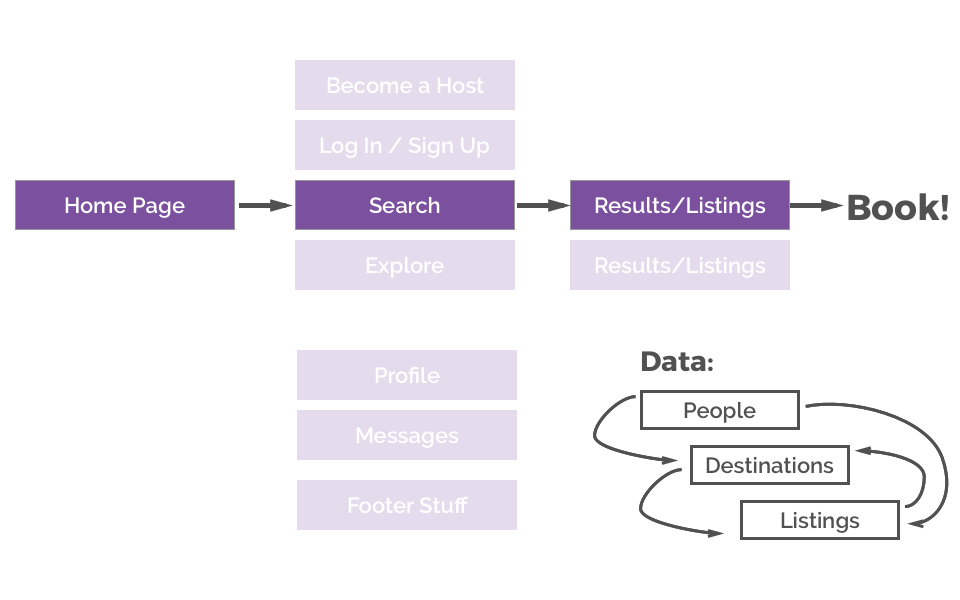 Become a Host
Log In / Sign Up
Home Page
Search
Results/Listings
Book!
Explore
Results/Listings
Profile
Messages
Footer Stuff
Data:
People
Destinations
Listings